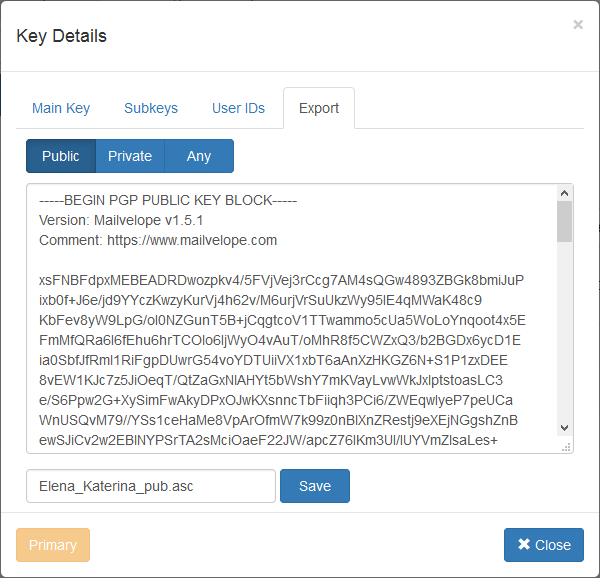 ×
Key Details
Main Key Subkeys User IDs Export
Public Private Any
-----BEGIN PGP PUBLIC KEY BLOCK-----
Version: Mailvelope v1.5.1
Comment: https://www.mailvelope.com
xsFNBFdpxMEBEADRDwozpkv4/5FVjVej3rCcg7AM4sQGw4893ZBGk8bmiJuP
ixb0f+J6e/jd9YYczKwzyKurVj4h62v/M6urjVrSuUkzWy95lE4qMWaK48c9
KbFev8yW9LpG/ol0NZGunT5B+jCqgtcoV1TTwammo5cUa5WoLoYnqoot4x5E
FmMfQRa6l6fEhu6hrTCOlo6ljWyO4vAuT/oMhR8f5CWZxQ3/b2BGDx6ycD1E
ia0SbfJfRml1RiFgpDUwrG54voYDTUiiVX1xbT6aAnXzHKGZ6N+S1P1zxDEE
8vEW1KJc7z5JiOeqT/QtZaGxNlAHYt5bWshY7mKVayLvwWkJxlptstoasLC3
e/S6Ppw2G+XySimFwAkyDPxOJwKXsnncTbFiiqh3PCi6/ZWEqwlyeP7peUCa
WnUSQvM79//YSs1ceHaMe8VpArOfmW7k99z0nBlXnZRestj9eXEjNGgshZnB
ewSJiCv2w2EBlNYPSrTA2sMciOaeF22JW/apcZ76lKm3Ul/lUYVmZlsaLes+
Elena_Katerina_pub.asc Save
Primary ✖ Close